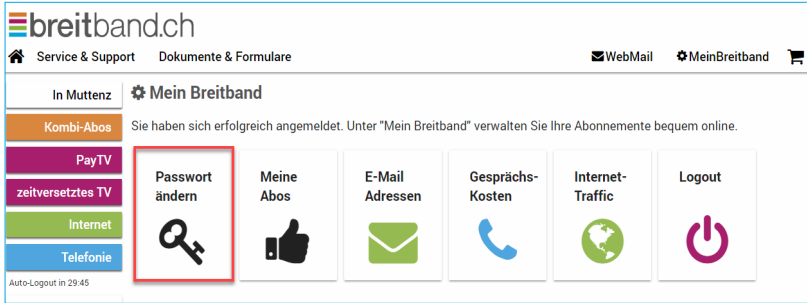 breitband.ch
Service & Support Dokumente & Formulare WebMail MeinBreitband
In Muttenz
Kombi-Abos
PayTV
zeitversetztes TV
Internet
Telefonie
Auto-Logout in 29:45
Mein Breitband
Sie haben sich erfolgreich angemeldet. Unter "Mein Breitband" verwalten Sie Ihre Abonnemente bequem online.
Passwort
ändern
Meine
Abos
E-Mail
Adressen
Gesprächs-
Kosten
Internet-
Traffic
Logout